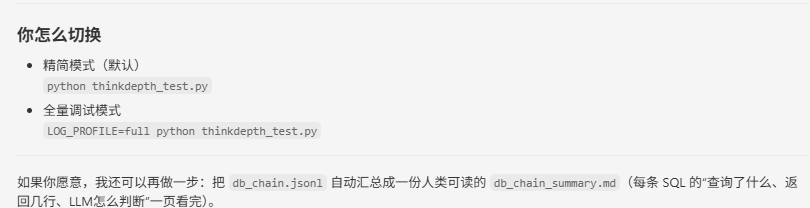 你怎么切换
精简模式（默认）
python thinkdepth_test.py
全量调试模式
LOG_PROFILE=full python thinkdepth_test.py
如果你愿意，我还可以再做一步：把 db_chain.jsonl 自动汇总成一份人类可读的 db_chain_summary.md（每条 SQL 的“查询了什么、返
回几行、LLM怎么判断”一页看完）。